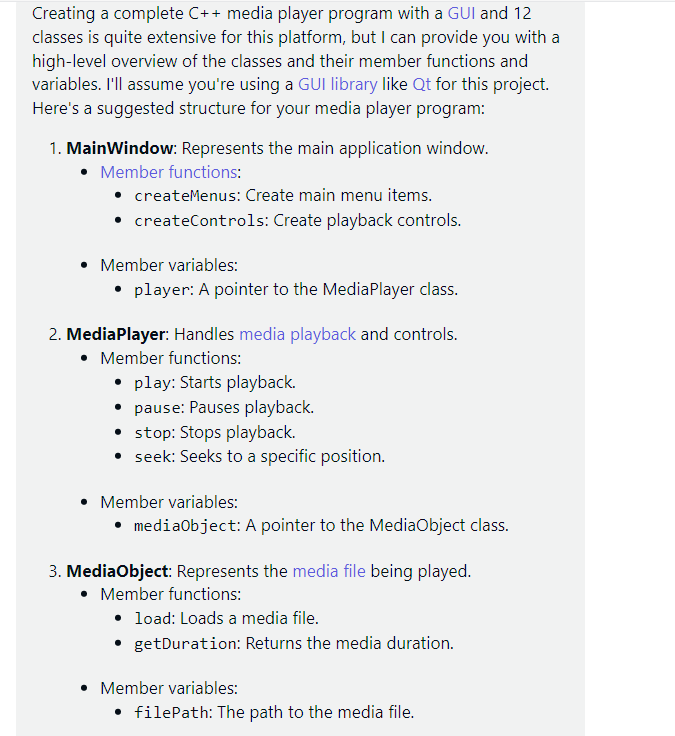 Creating a complete C++ media player program with a GUI and 12
classes is quite extensive for this platform, but I can provide you with a
high-level overview of the classes and their member functions and
variables. I'll assume you're using a GUI library like Qt for this project.
Here's a suggested structure for your media player program:
1. MainWindow: Represents the main application window.
• Member functions:
• createMenus: Create main menu items.
• createControls: Create playback controls.
• Member variables:
• player: A pointer to the MediaPlayer class.
2. MediaPlayer: Handles media playback and controls.
• Member functions:
• play: Starts playback.
• pause: Pauses playback.
• stop: Stops playback.
• seek: Seeks to a specific position.
• Member variables:
• mediaObject: A pointer to the MediaObject class.
3. MediaObject: Represents the media file being played.
• Member functions:
• load: Loads a media file.
• getDuration: Returns the media duration.
• Member variables:
• filePath: The path to the media file.